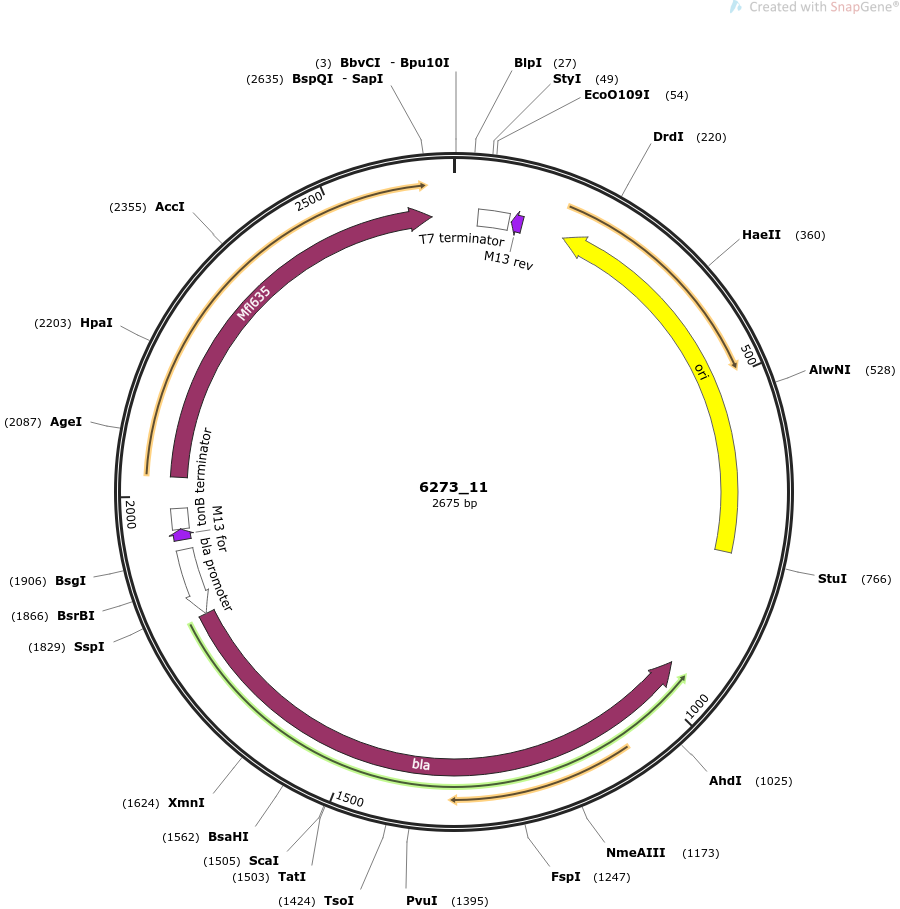 Created with SnapGene®
(3) BbvCI - Bpu10I
(2635) BspQI - SapI
BlpI (27)
StyI (49)
EcoO109I (54)
DrdI (220)
HaeII (360)
500
AlwNI (528)
StuI (766)
1000
AhdI (1025)
NmeAIII (1173)
FspI (1247)
PvuI (1395)
(1424) TsoI
(1503) TatI
(1505) ScaI
1500
(1562) BsaHI
(1624) XmnI
(1829) SspI
(1866) BsrBI
(1906) BsgI
2000
(2087) AgeI
(2203) HpaI
(2355) AccI
2500
T7 terminator
M13 rev
ori
Mfl635
tonB terminator
M13 for
bla promoter
bla
6273_11
2675 bp